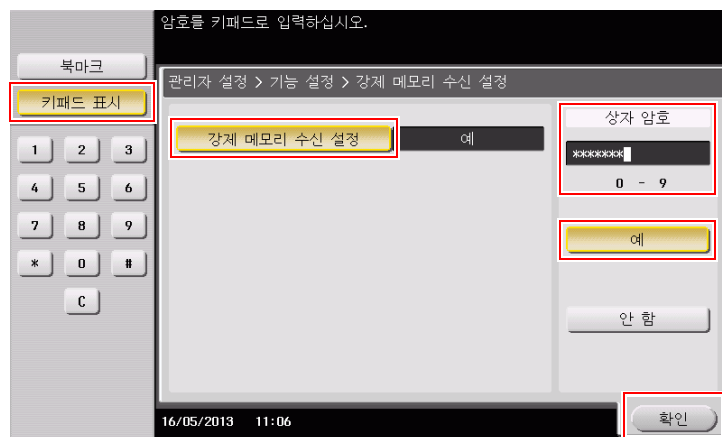 암호를 키패드로 입력하십시오.
북마크
키패드 표시
1 2 3
4 5 6
7 8 9
* 0 #
C
관리자 설정 > 기능 설정 > 강제 메모리 수신 설정
강제 메모리 수신 설정 예
상자 암호
*******
0 - 9
예
안 함
16/05/2013 11:06
확인